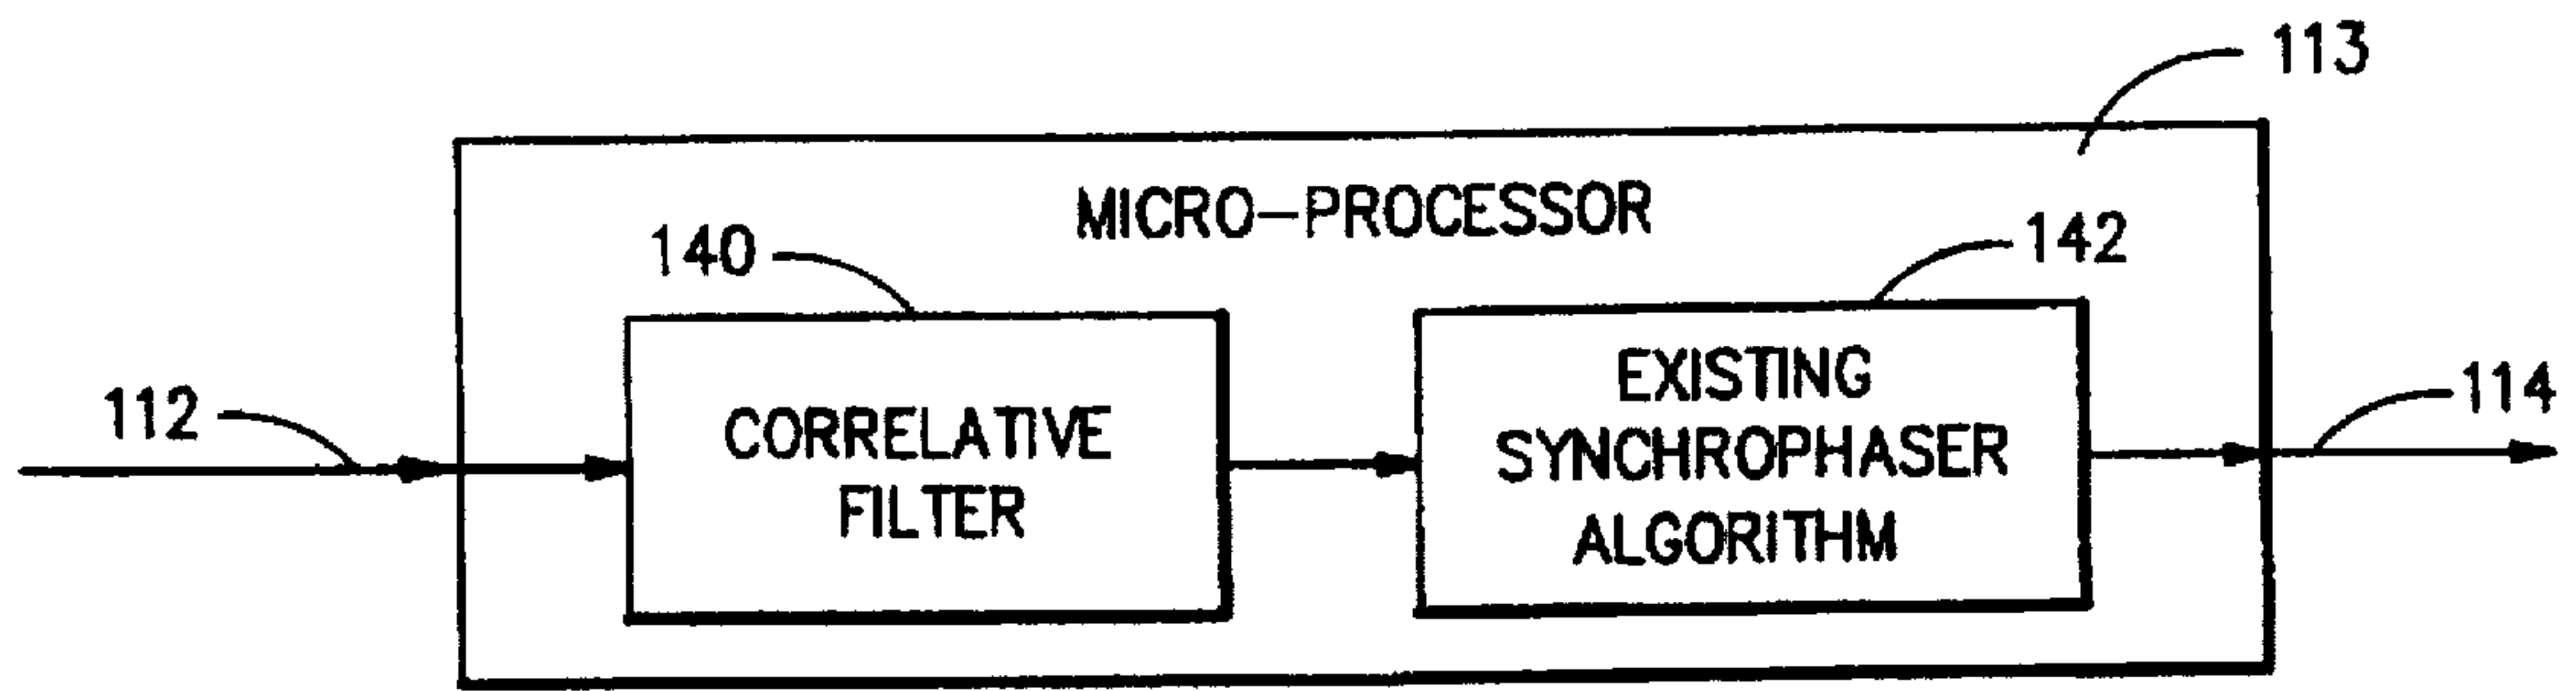 113
MICRO-PROCESSOR
140
142
EXISTING
112
CORRELATIVE
SYNCHROPHASER
114
FILTER
ALGORITHM